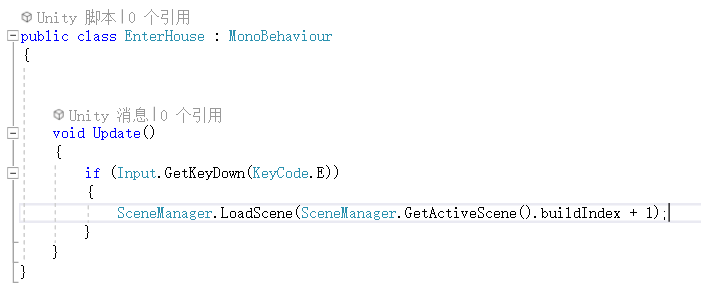 Unity 脚本|0 个引用
public class EnterHouse : MonoBehaviour
{
Unity 消息|0 个引用
void Update()
{
if (Input.GetKeyDown(KeyCode.E))
{
SceneManager.LoadScene(SceneManager.GetActiveScene().buildIndex + 1);
}
}
}